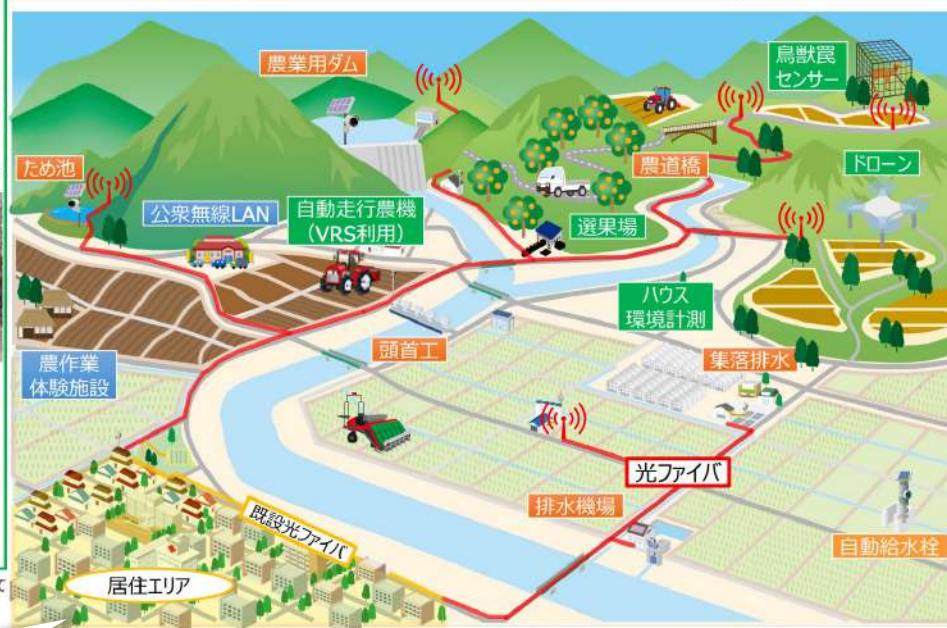 農業用ダム
鳥獣罠
センサー
ため池
公衆無線LAN
自動走行農機
(VRS利用)
農道橋
ドローン
選果場
ハウス
環境計測
農作業
体験施設
頭首工
集落排水
光ファイバ
排水機場
既設光ファイバ
自動給水栓
居住エリア
て